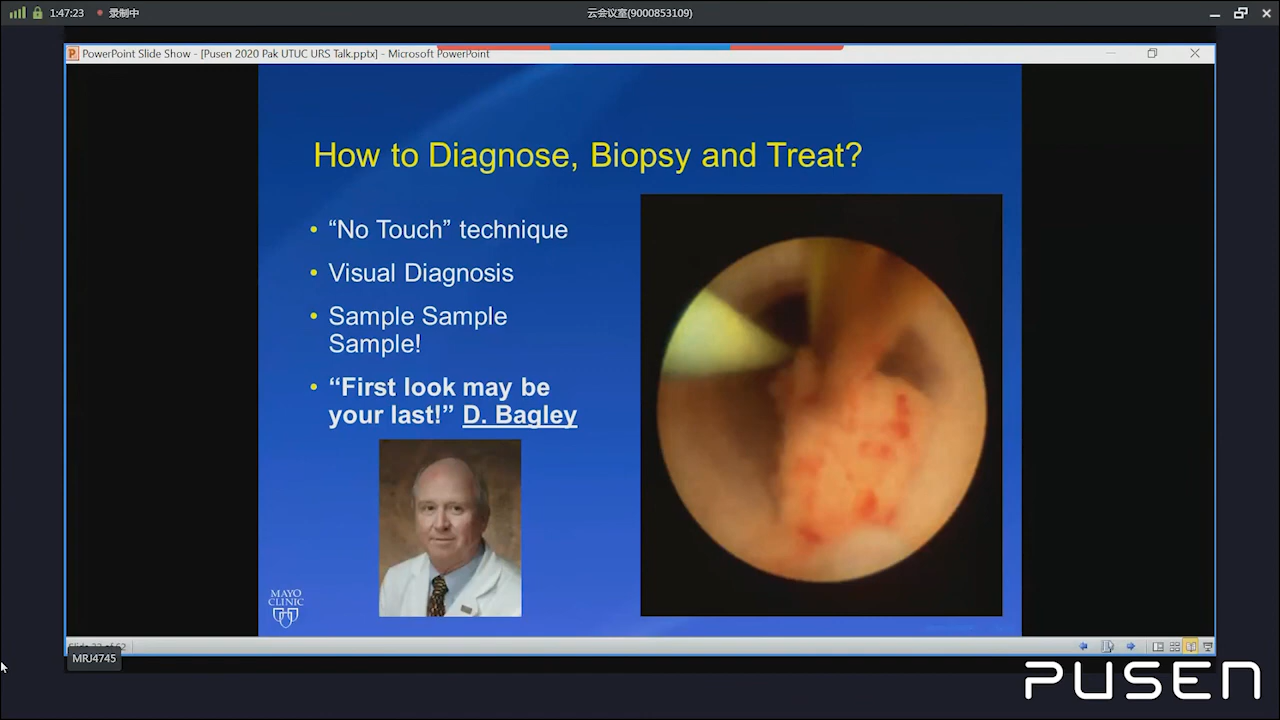 1:47:23
录制中
云会议室(9000853109)
PowerPoint Slide Show - [Pusen 2020 Pak UTUC URS Talk.pptx] - Microsoft PowerPoint
How to Diagnose, Biopsy and Treat?
• “No Touch” technique
• Visual Diagnosis
• Sample Sample
Sample!
• “First look may be
your last!” D. Bagley
MAYO
CLINIC
MRJ4745
PUSEN